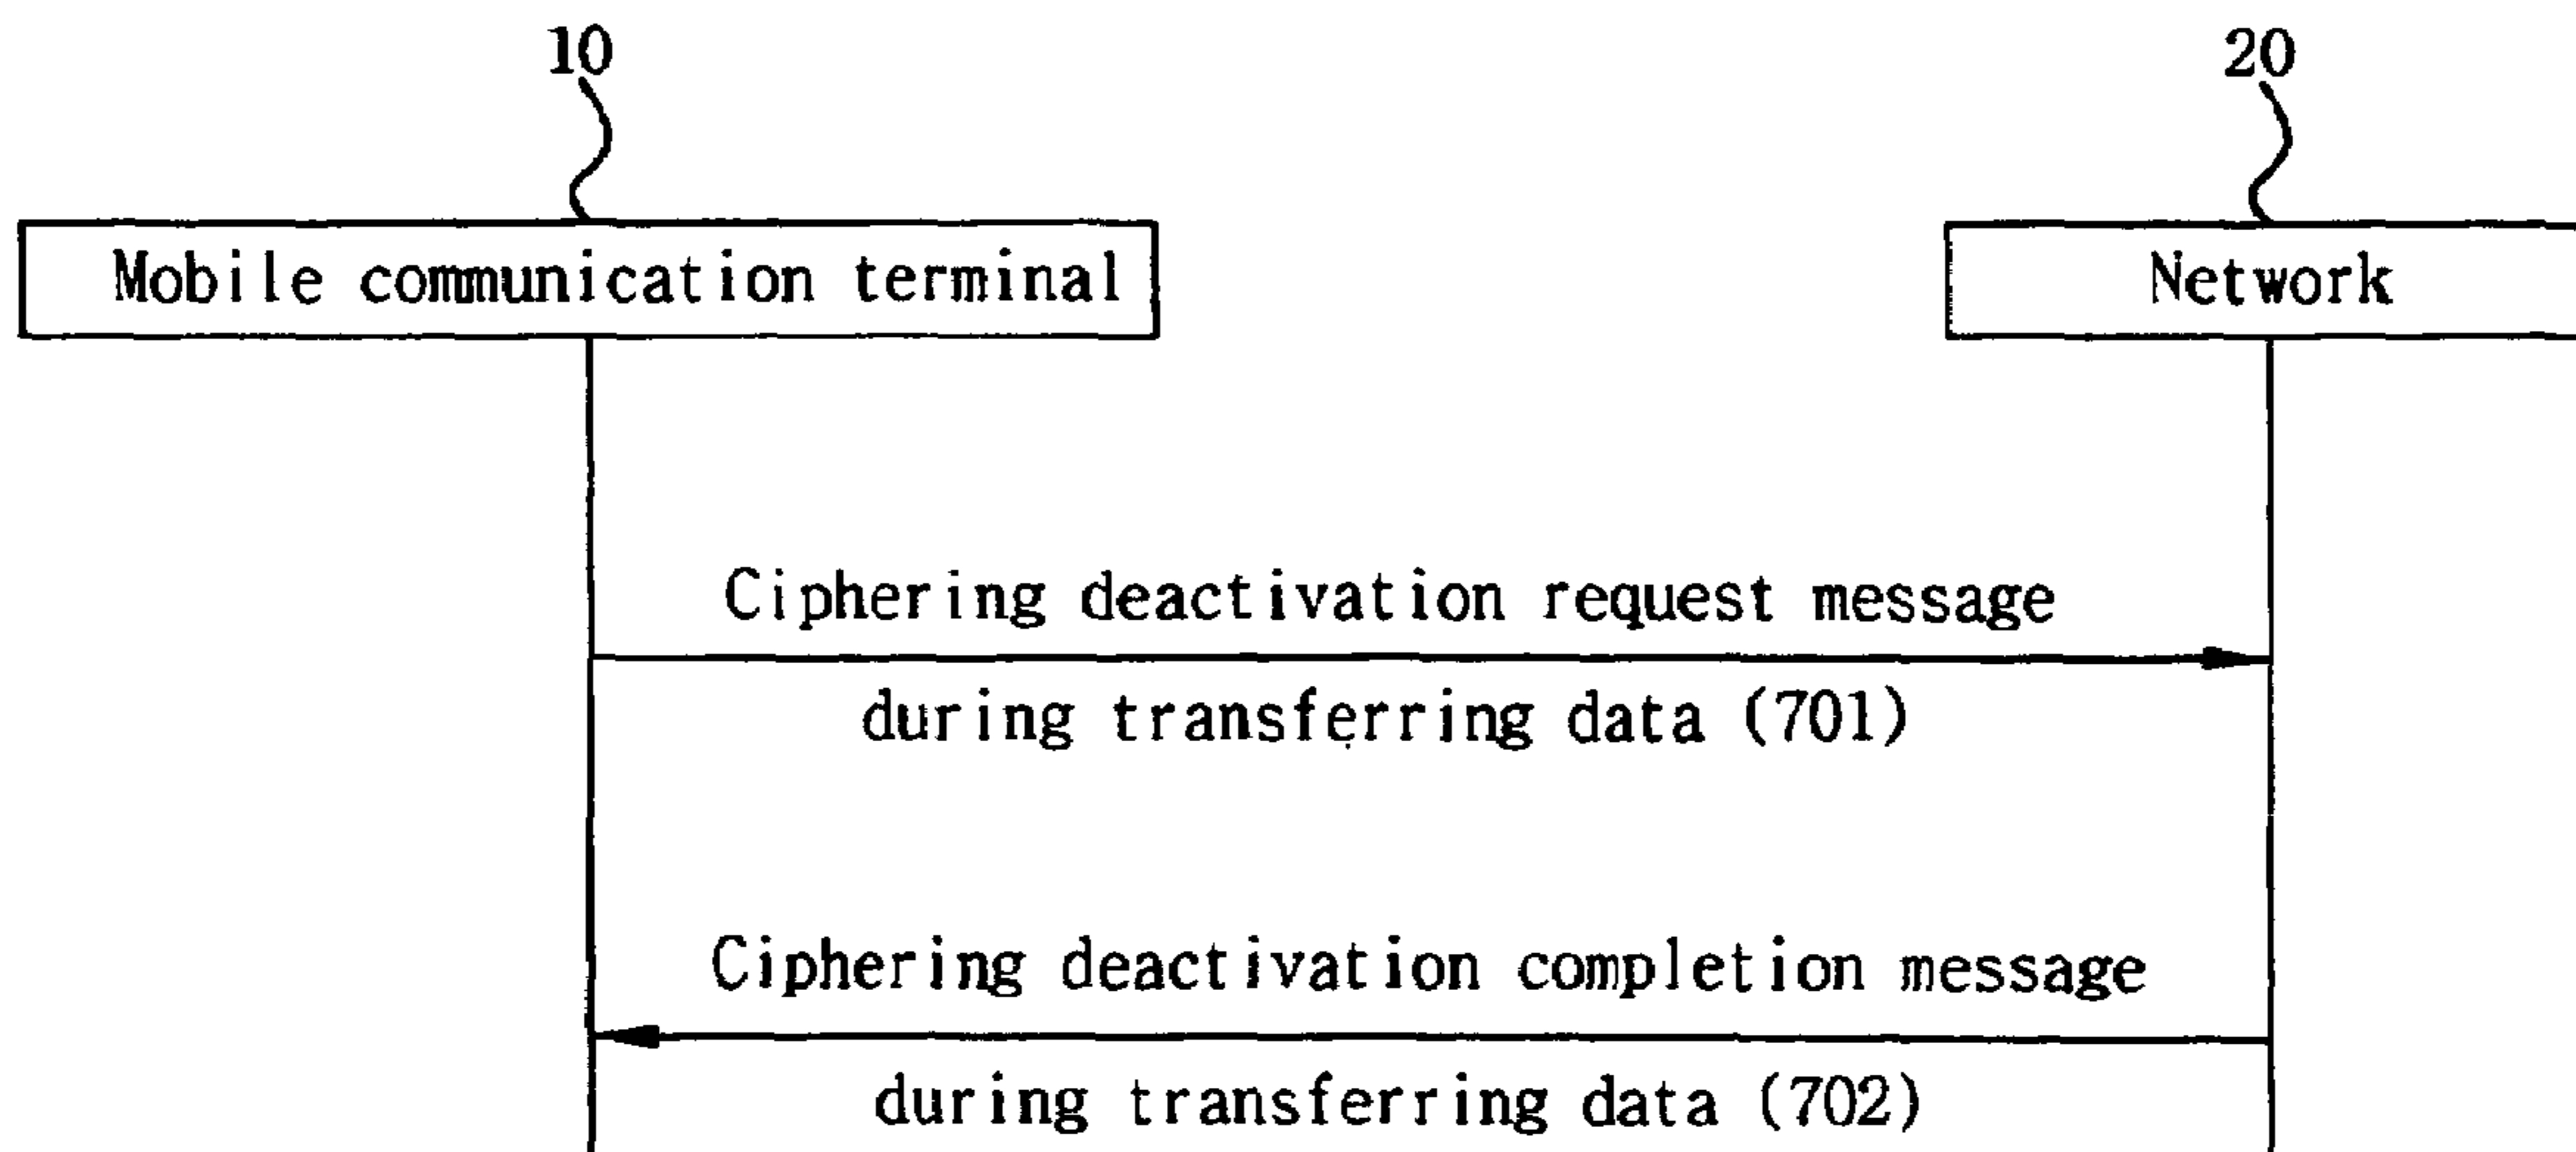 10
20
Mobile communication terminal
Network
Ciphering deactivation request message
during transferring data (701)
Ciphering deactivation completion message
during transferring data (702)